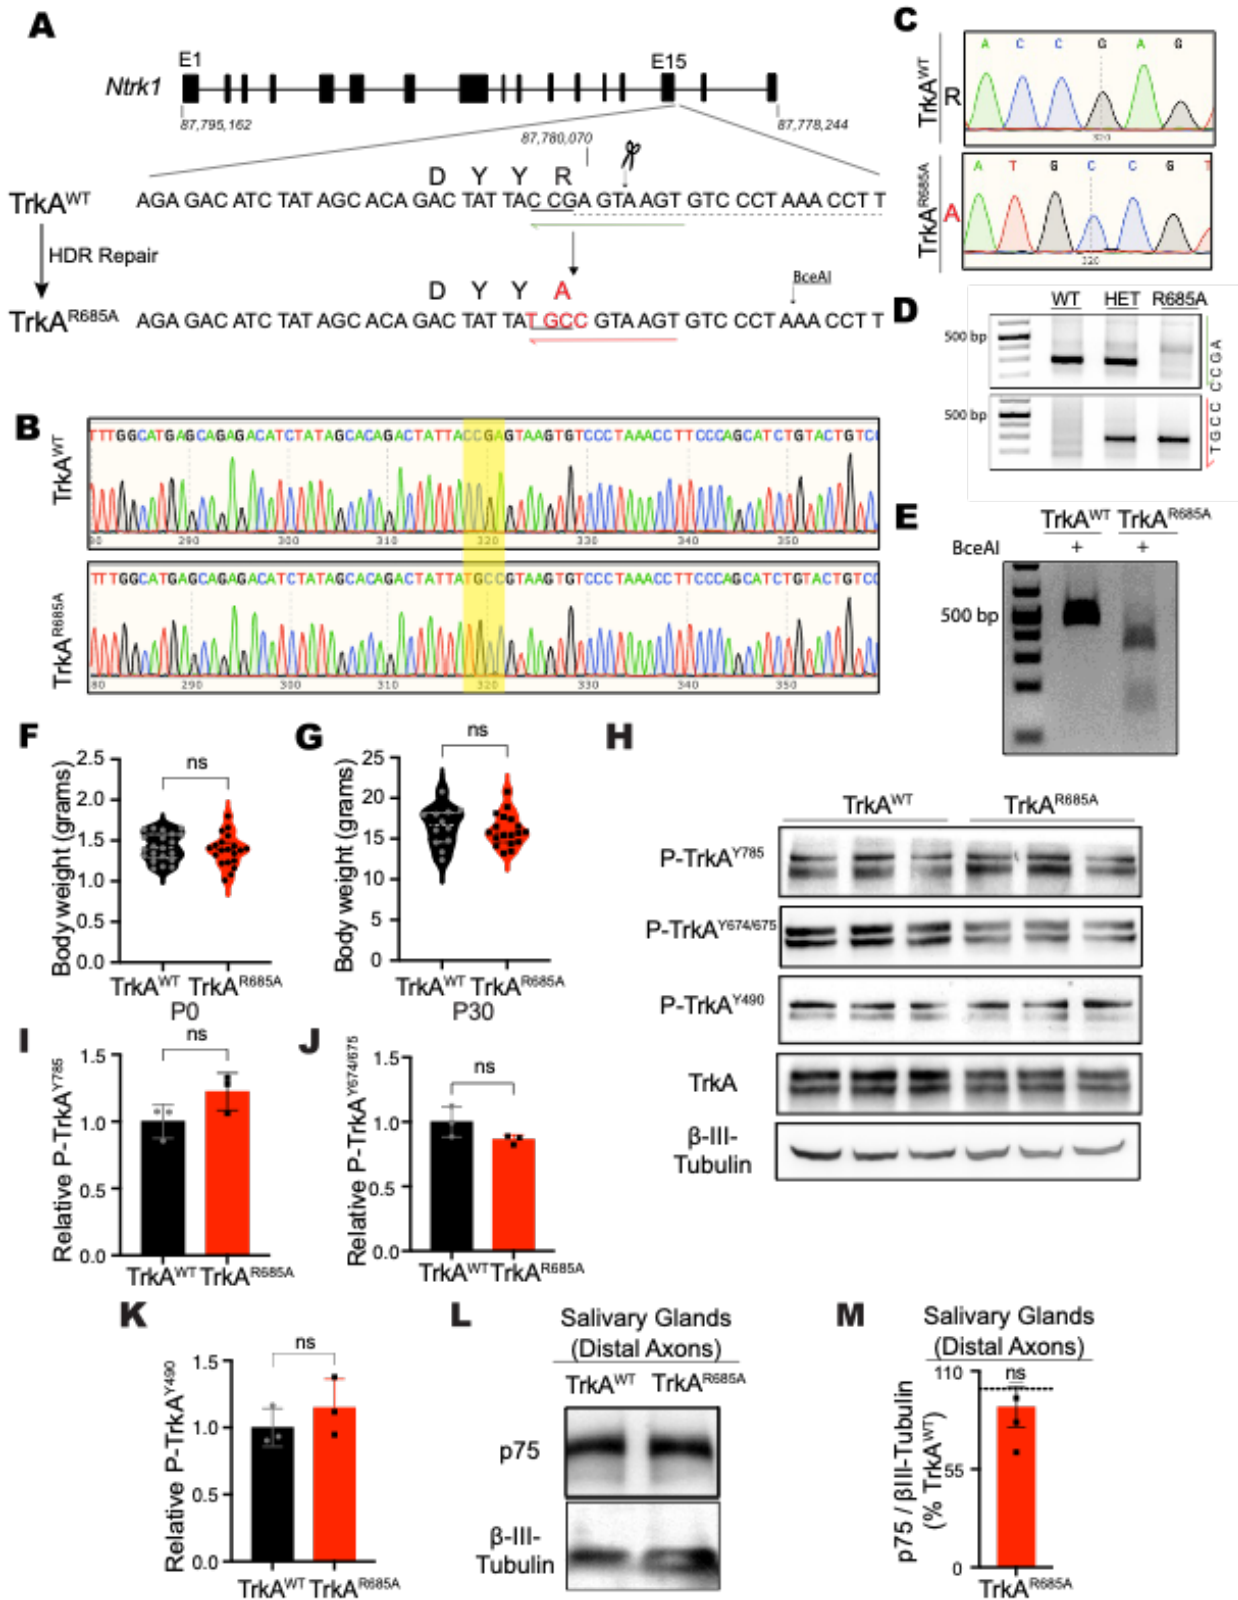 A
E1
E15
Ntrk1
87,795,162
87,780,070
87,778,244
D Y Y R
TrkA^WT AGA GAC ATC TAT AGC ACA GAC TAT TAC CGA GTA AGT GTC CCT AAA CCT T
HDR Repair
D Y Y A
BceAI
TrkA^R685A AGA GAC ATC TAT AGC ACA GAC TAT TAT GCC GTA AGT GTC CCT AAA CCT T
B
TrkA^WT
TTTGGCATGAGCAGAGACATCTATAGCACAGACTATTACCGAGTAAGTGTCCCTAAACCTTCCCAGCATCTGTACTGTC
80 290 300 310 320 330 340 350
TrkA^R685A
TTTGGCATGAGCAGAGACATCTATAGCACAGACTATTATGCCGTAAGTGTCCCTAAACCTTCCCAGCATCTGTACTGTC
80 290 300 310 320 330 340 350
C
TrkA^WT
R
A C C G A G
320
TrkA^R685A
A
A T G C C G T
320
D
WT HET R685A
500 bp
CCGA
500 bp
TGCC
E
TrkA^WT TrkA^R685A
BceAI + +
500 bp
F
Body weight (grams)
2.5
2.0
1.5
1.0
0.5
0.0
ns
TrkA^WT TrkA^R685A
P0
G
Body weight (grams)
25
20
15
10
5
0
ns
TrkA^WT TrkA^R685A
P30
H
TrkA^WT TrkA^R685A
P-TrkA^Y785
P-TrkA^Y674/675
P-TrkA^Y490
TrkA
β-III-
Tubulin
I
Relative P-TrkA^Y785
1.5
1.0
0.5
0.0
ns
TrkA^WT TrkA^R685A
J
Relative P-TrkA^Y674/675
1.5
1.0
0.5
0.0
ns
TrkA^WT TrkA^R685A
K
Relative P-TrkA^Y490
1.5
1.0
0.5
0.0
ns
TrkA^WT TrkA^R685A
L
Salivary Glands
(Distal Axons)
TrkA^WT TrkA^R685A
p75
β-III-
Tubulin
M
Salivary Glands
(Distal Axons)
p75 / βIII-Tubulin
(% TrkA^WT)
110
55
0
ns
TrkA^R685A